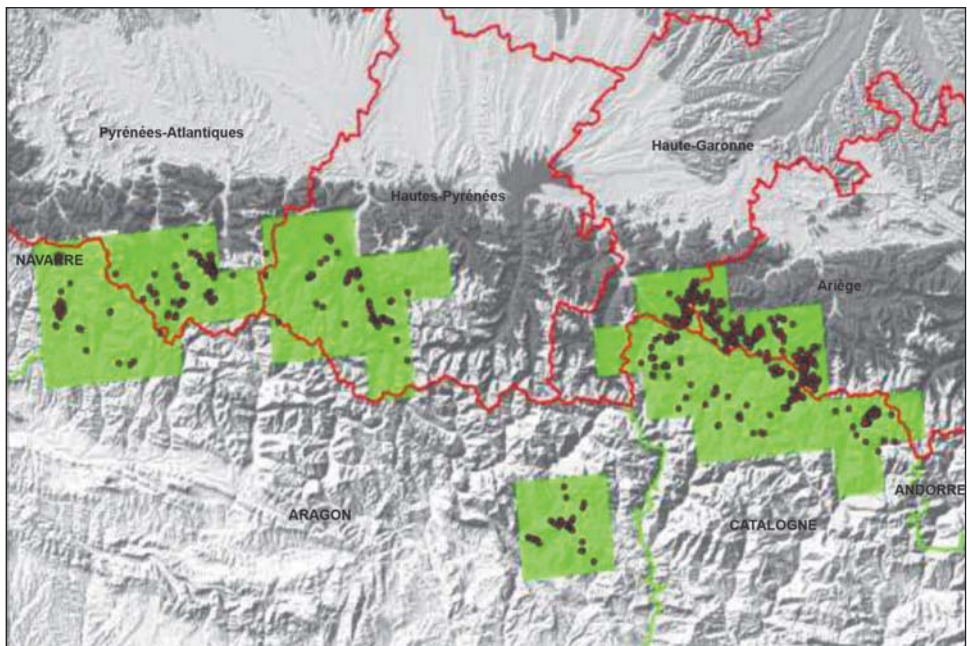 Pyrénées-Atlantiques
Haute-Garonne
Hautes-Pyrénées
NAVARRE
Ariège
ANDORRE
ARAGON
CATALOGNE